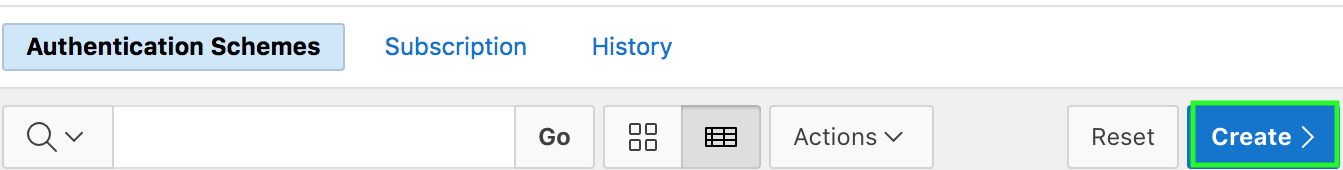 Authentication Schemes Subscription History
Go Actions Reset Create